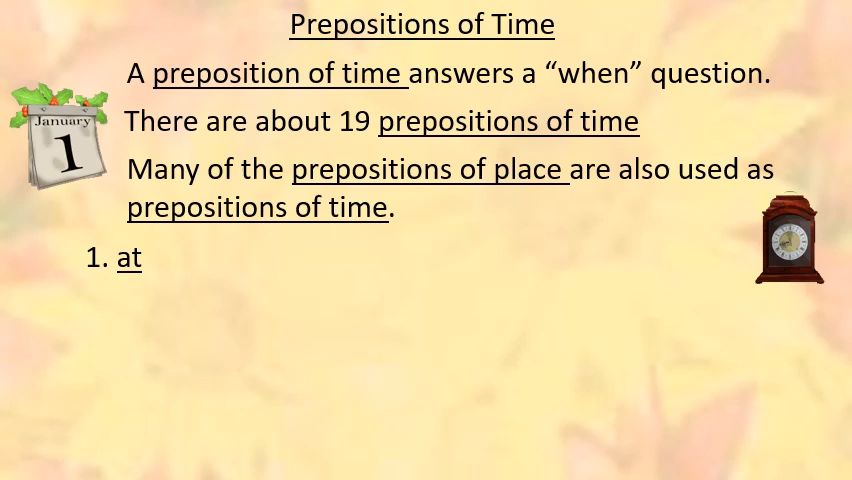 Prepositions of Time
A preposition of time answers a “when” question.
January
1
There are about 19 prepositions of time
Many of the prepositions of place are also used as
prepositions of time.
1. at